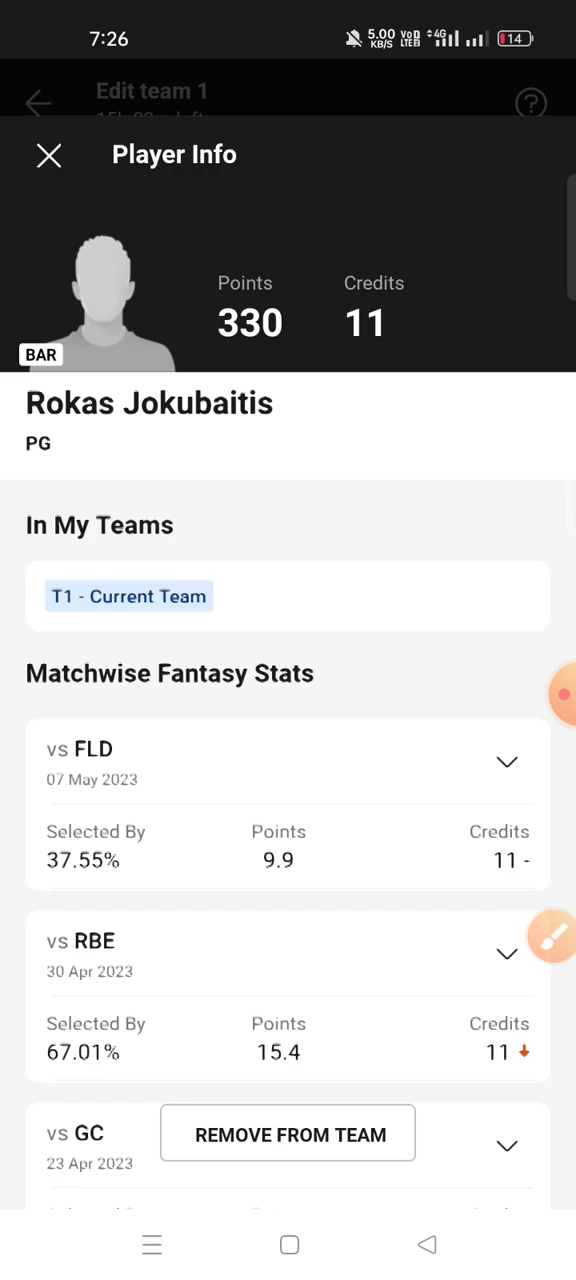 7:26
5.00 KB/S VoD LTE2 4G 14
Edit team 1
Player Info
Points Credits
330 11
BAR
Rokas Jokubaitis
PG
In My Teams
T1 - Current Team
Matchwise Fantasy Stats
vs FLD
07 May 2023
Selected By Points Credits
37.55% 9.9 11 -
vs RBE
30 Apr 2023
Selected By Points Credits
67.01% 15.4 11
vs GC
23 Apr 2023
REMOVE FROM TEAM